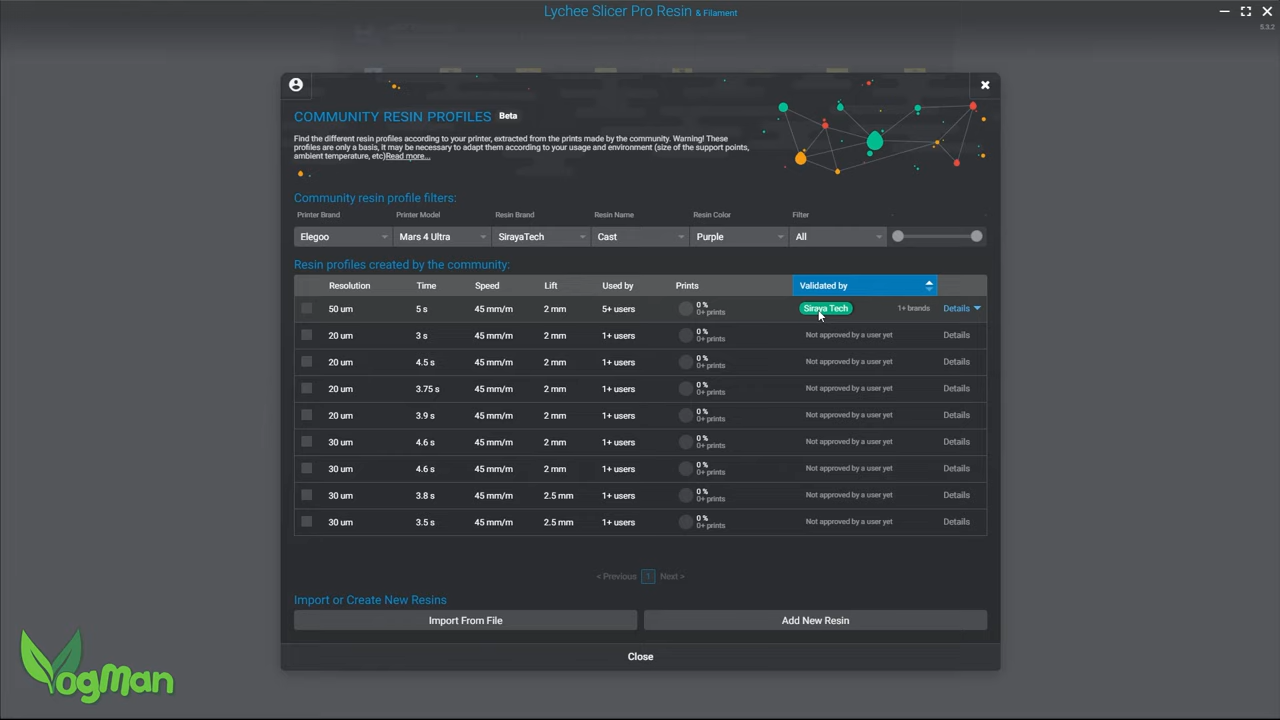 Lychee Slicer Pro Resin & Filament
5.3.2
COMMUNITY RESIN PROFILES Beta
Find the different resin profiles according to your printer, extracted from the prints made by the community. Warning! These
profiles are only a basis, it may be necessary to adapt them according to your usage and environment (size of the support points,
ambient temperature, etc)Read more...
Community resin profile filters:
Printer Brand Printer Model Resin Brand Resin Name Resin Color Filter
Elegoo Mars 4 Ultra SirayaTech Cast Purple All
Resin profiles created by the community:
Resolution Time Speed Lift Used by Prints Validated by
50 um 5 s 45 mm/m 2 mm 5+ users 0 % 0+ prints Siraya Tech 1+ brands Details
20 um 3 s 45 mm/m 2 mm 1+ users 0 % 0+ prints Not approved by a user yet Details
20 um 4.5 s 45 mm/m 2 mm 1+ users 0 % 0+ prints Not approved by a user yet Details
20 um 3.75 s 45 mm/m 2 mm 1+ users 0 % 0+ prints Not approved by a user yet Details
20 um 3.9 s 45 mm/m 2 mm 1+ users 0 % 0+ prints Not approved by a user yet Details
30 um 4.6 s 45 mm/m 2 mm 1+ users 0 % 0+ prints Not approved by a user yet Details
30 um 4.6 s 45 mm/m 2 mm 1+ users 0 % 0+ prints Not approved by a user yet Details
30 um 3.8 s 45 mm/m 2.5 mm 1+ users 0 % 0+ prints Not approved by a user yet Details
30 um 3.5 s 45 mm/m 2.5 mm 1+ users 0 % 0+ prints Not approved by a user yet Details
< Previous 1 Next >
Import or Create New Resins
Import From File Add New Resin
Close
VogMan